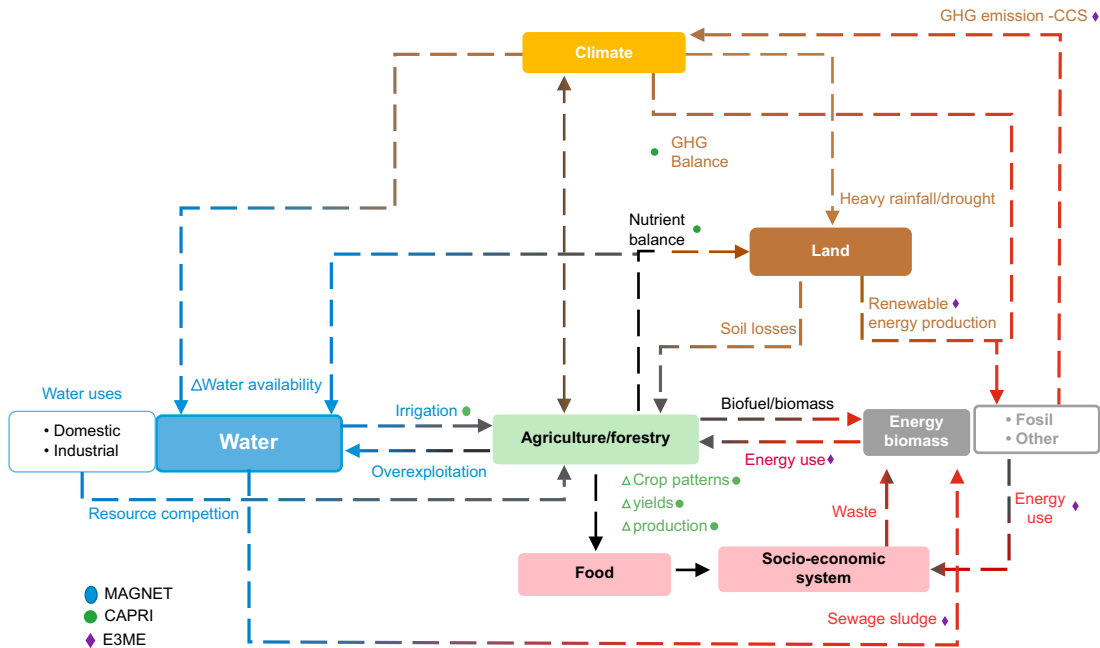 GHG emission -CCS
Climate
GHG
Balance
Heavy rainfall/drought
Nutrient
balance
Land
Renewable
energy production
Soil losses
ΔWater availability
Water uses
• Domestic
• Industrial
Water
Irrigation
Overexploitation
Resource compettion
Agriculture/forestry
Biofuel/biomass
Energy use
Energy
biomass
• Fosil
• Other
Δ Crop patterns
Δ yields
Δ production
Waste
Energy
use
Food
Socio-economic
system
Sewage sludge
MAGNET
CAPRI
E3ME